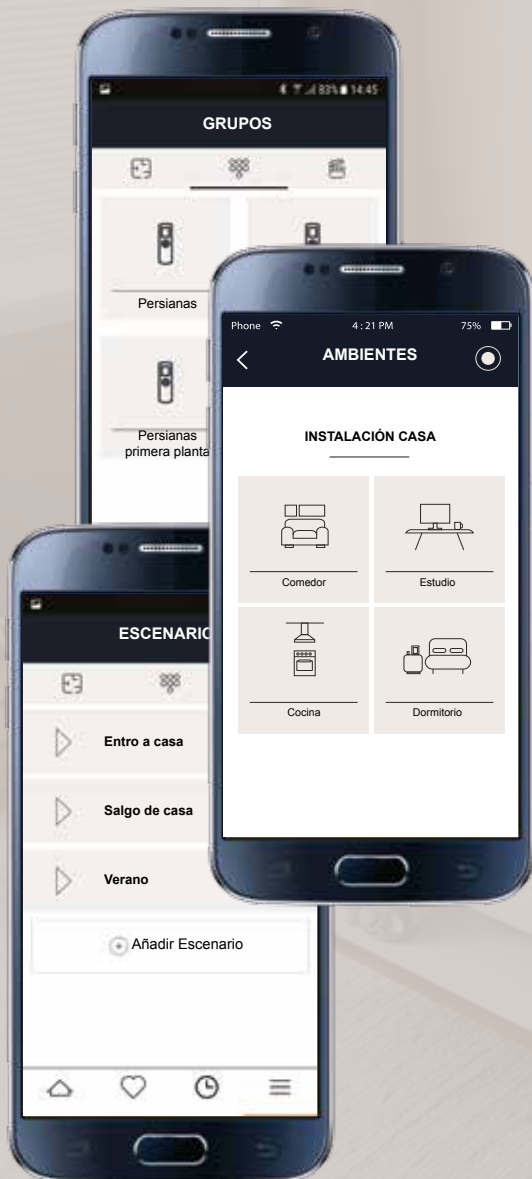 83% 14:45
GRUPOS
Persianas
Persianas
primera planta
Phone 4:21 PM 75%
AMBIENTES
INSTALACIÓN CASA
Comedor Estudio
Cocina Dormitorio
ESCENARIO
Entro a casa
Salgo de casa
Verano
Añadir Escenario